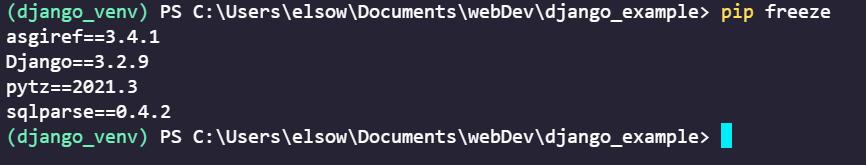 (django_venv) PS C:\Users\elsow\Documents\webDev\django_example> pip freeze
asgiref==3.4.1
Django==3.2.9
pytz==2021.3
sqlparse==0.4.2
(django_venv) PS C:\Users\elsow\Documents\webDev\django_example>